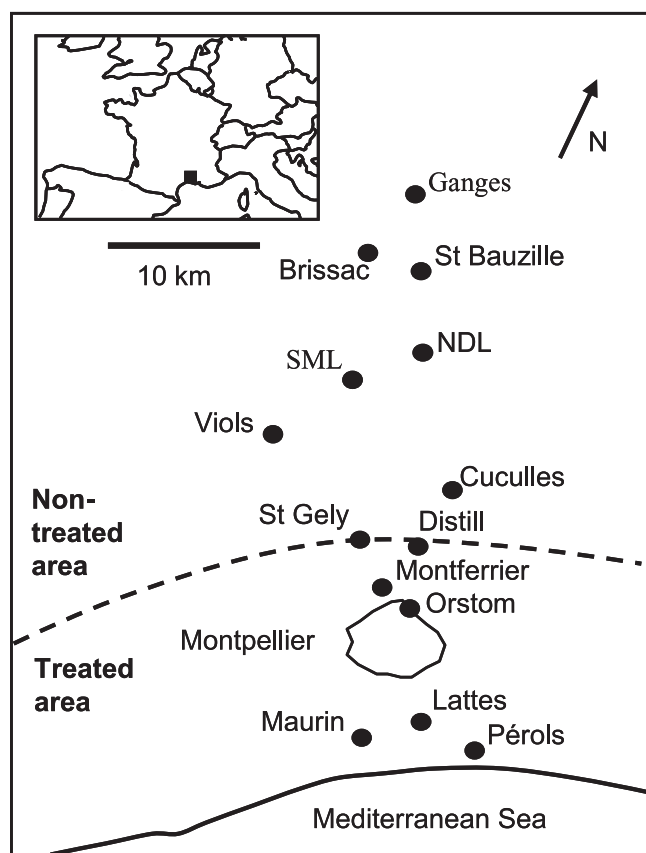 N
Ganges
10 km
Brissac
St Bauzille
NDL
SML
Viols
Cuculles
Non-
treated
area
St Gely
Distill
Montferrier
Orstom
Montpellier
Treated
area
Lattes
Maurin
Pérols
Mediterranean Sea